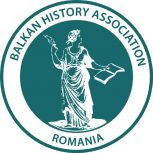 BALKAN HISTORY ASSOCIATION
ROMANIA